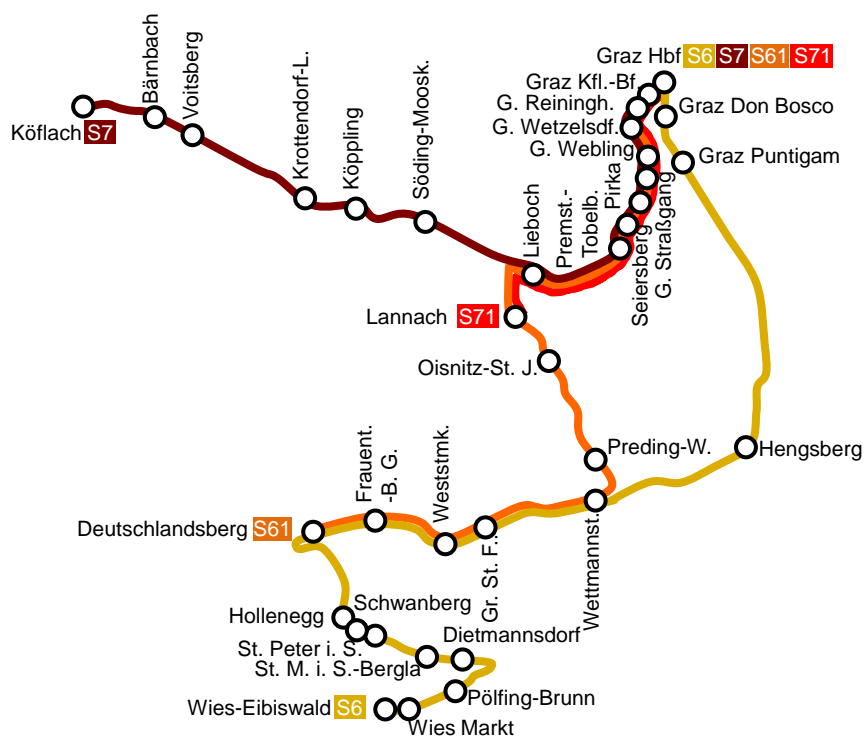 Graz Hbf S6 S7 S61 S71
Graz Kfl.-Bf.
G. Reiningh.
G. Wetzelsdf.
G. Webling
Graz Don Bosco
Graz Puntigam
Köflach S7
Bärnbach
Voitsberg
Krottendorf-L.
Köppling
Söding-Moosk.
Lieboch
Premst.-
Tobelb.
Pirka
Seiersberg
G. Straßgang
Lannach S71
Oisnitz-St. J.
Preding-W.
Hengsberg
Wettmannst.
Gr. St. F..
Weststmk.
Frauent.
-B. G.
Deutschlandsberg S61
Hollenegg
Schwanberg
St. Peter i. S.
St. M. i. S.-Bergla
Dietmannsdorf
Pölfing-Brunn
Wies-Eibiswald S6
Wies Markt